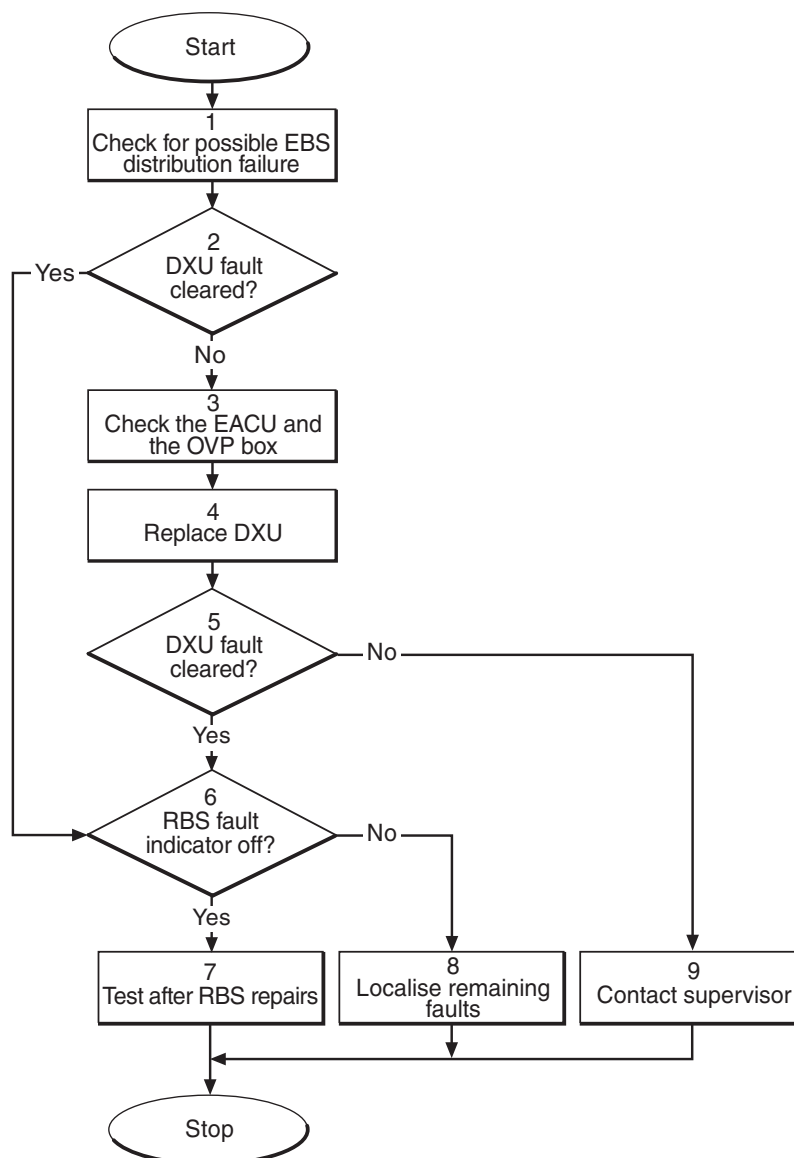 Start
1
Check for possible EBS
distribution failure
2
DXU fault
cleared?
Yes
No
3
Check the EACU and
the OVP box
4
Replace DXU
5
DXU fault
cleared?
No
Yes
6
RBS fault
indicator off?
No
Yes
7
Test after RBS repairs
8
Localise remaining
faults
9
Contact supervisor
Stop